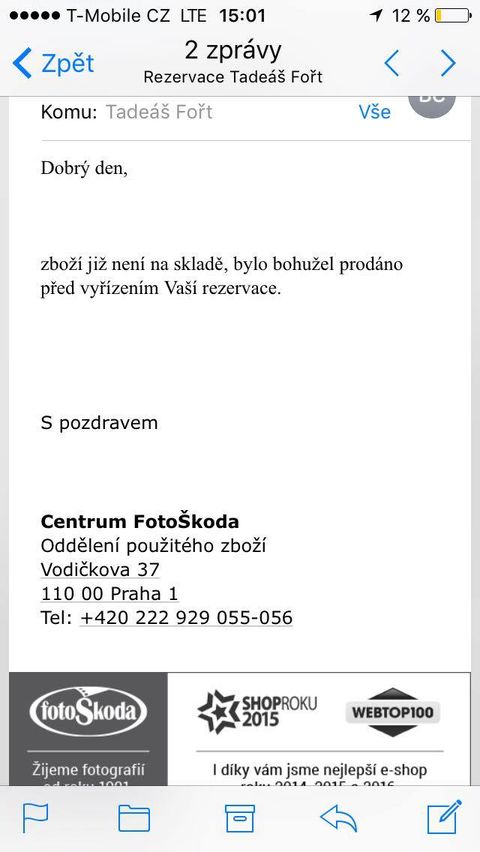 T-Mobile CZ LTE 15:01 12 %
Zpět
2 zprávy
Rezervace Tadeáš Fořt
Komu: Tadeáš Fořt Vše
Dobrý den,
zboží již není na skladě, bylo bohužel prodáno
před vyřízením Vaší rezervace.
S pozdravem
Centrum FotoŠkoda
Oddělení použitého zboží
Vodičkova 37
110 00 Praha 1
Tel: +420 222 929 055-056
fotoŠkoda
SHOPROKU
2015
WEBTOP100
Žijeme fotografií
od roku 1991
I díky vám jsme nejlepší e-shop
roku 2014, 2015 a 2016